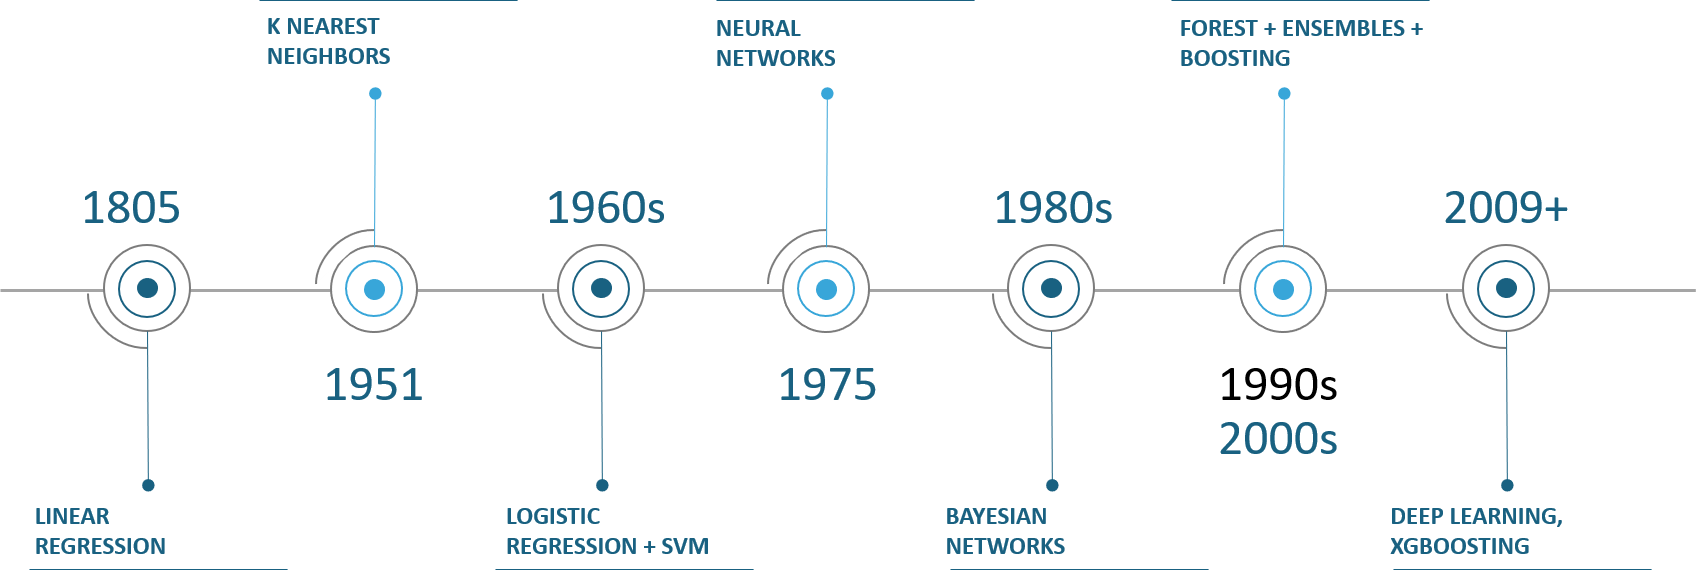 K NEAREST
NEIGHBORS
NEURAL
NETWORKS
FOREST + ENSEMBLES +
BOOSTING
1805
1960s
1980s
2009+
1951
1975
1990s
2000s
LINEAR
REGRESSION
LOGISTIC
REGRESSION + SVM
BAYESIAN
NETWORKS
DEEP LEARNING,
XGBOOSTING